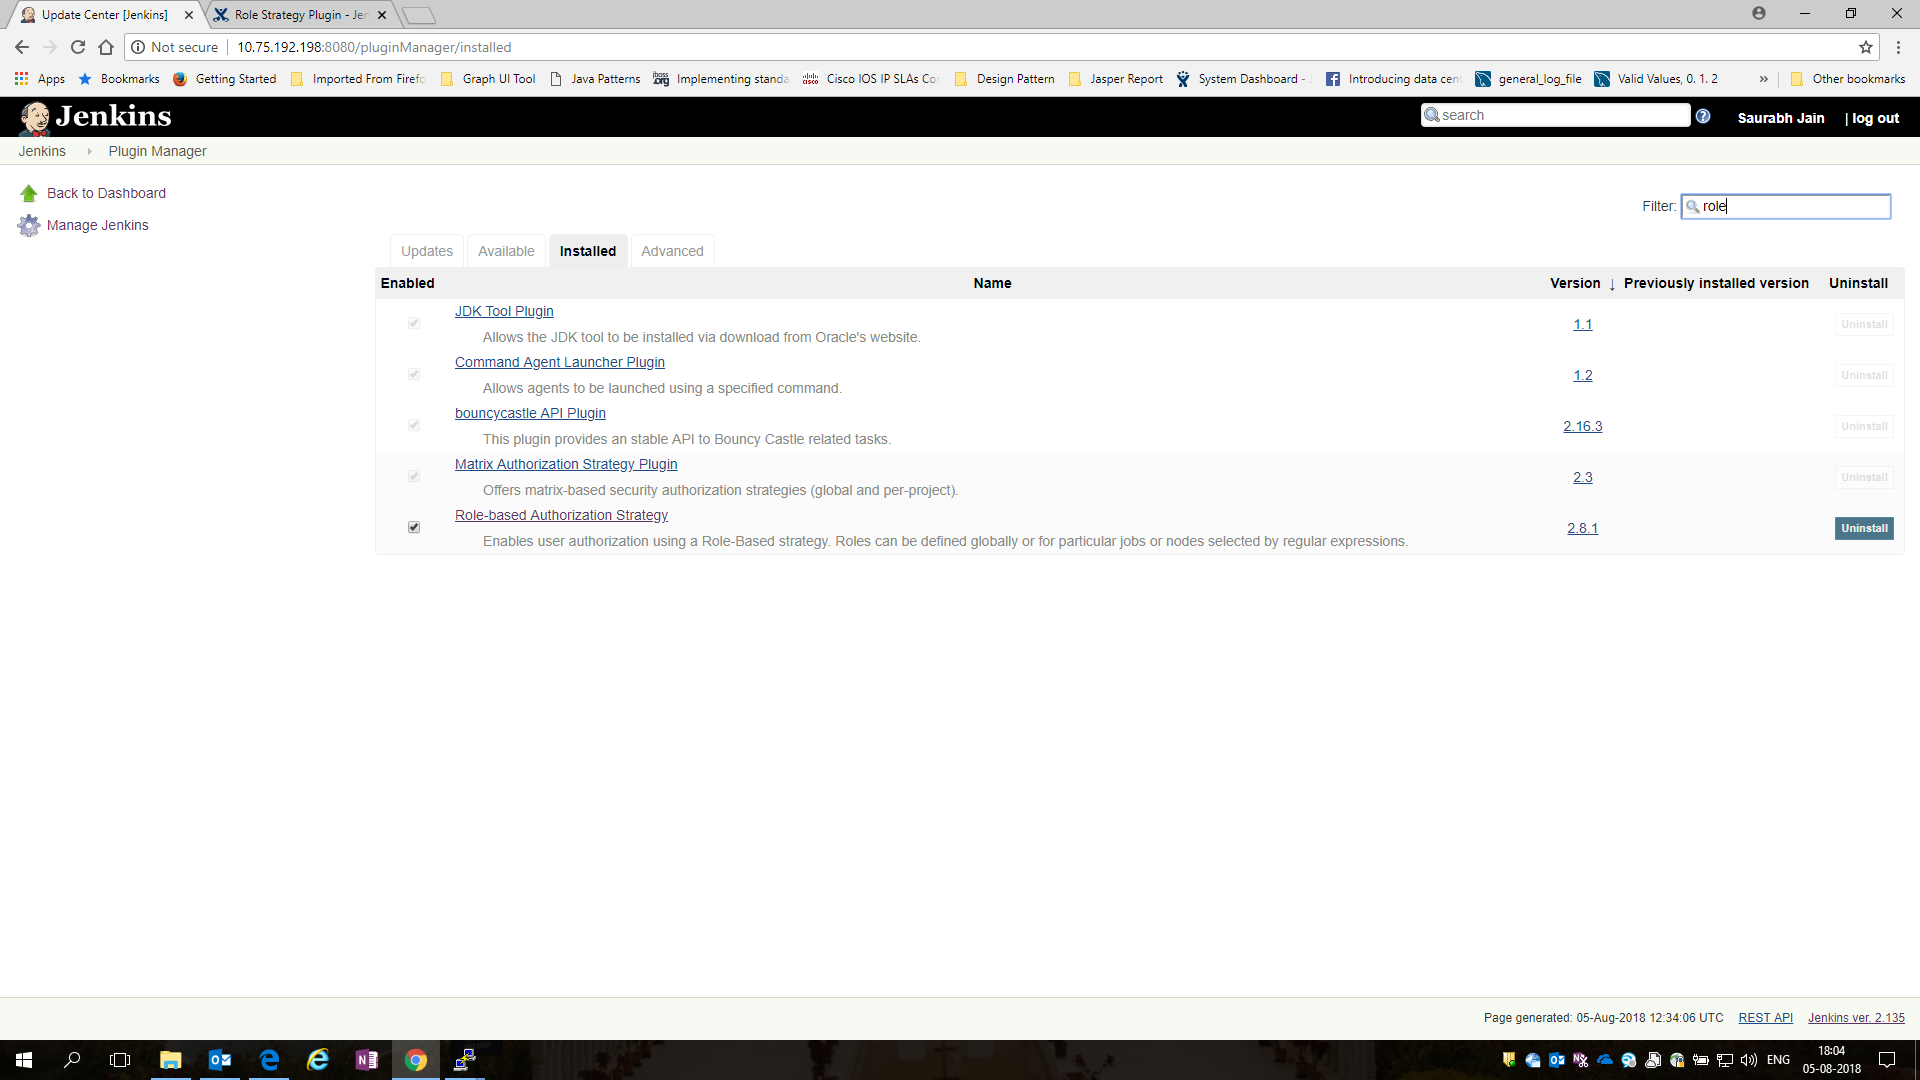 Update Center [Jenkins]
Role Strategy Plugin - Jen
Not secure
10.75.192.198:8080/pluginManager/installed
Apps
Bookmarks
Getting Started
Imported From Firefo
Graph UI Tool
Java Patterns
Implementing standa
Cisco IOS IP SLAs Co
Design Pattern
Jasper Report
System Dashboard -
Introducing data cen
general_log_file
Valid Values, 0. 1. 2
»
Other bookmarks
Jenkins
search
Saurabh Jain
| log out
Jenkins
Plugin Manager
Back to Dashboard
Manage Jenkins
Filter: role
Updates
Available
Installed
Advanced
Enabled
Name
Version ↓
Previously installed version
Uninstall
JDK Tool Plugin
Allows the JDK tool to be installed via download from Oracle's website.
1.1
Uninstall
Command Agent Launcher Plugin
Allows agents to be launched using a specified command.
1.2
Uninstall
bouncycastle API Plugin
This plugin provides an stable API to Bouncy Castle related tasks.
2.16.3
Uninstall
Matrix Authorization Strategy Plugin
Offers matrix-based security authorization strategies (global and per-project).
2.3
Uninstall
Role-based Authorization Strategy
Enables user authorization using a Role-Based strategy. Roles can be defined globally or for particular jobs or nodes selected by regular expressions.
2.8.1
Uninstall
Page generated: 05-Aug-2018 12:34:06 UTC
REST API
Jenkins ver. 2.135
ENG
18:04
05-08-2018